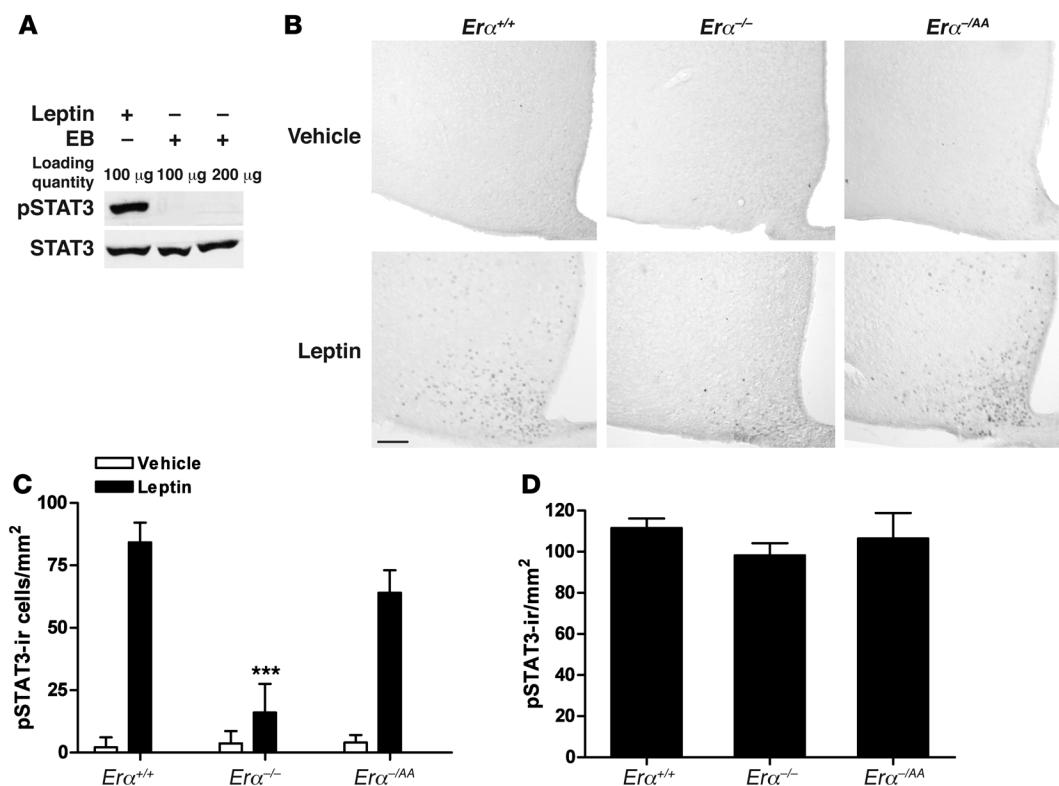 A
Leptin + – –
EB – + +
Loading quantity 100 μg 100 μg 200 μg
pSTAT3
STAT3
B
Erα+/+ Erα–/– Erα–/AA
Vehicle
Leptin
C
Vehicle
Leptin
pSTAT3-ir cells/mm²
100
75
50
25
0
***
Erα+/+ Erα–/– Erα–/AA
D
pSTAT3-ir/mm²
120
100
80
60
40
20
0
Erα+/+ Erα–/– Erα–/AA